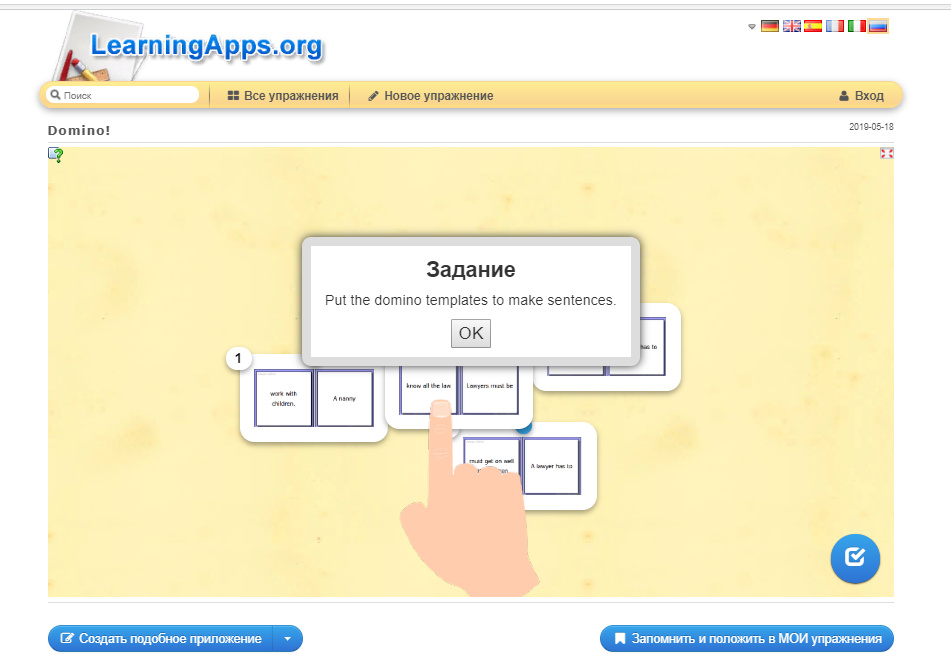 LearningApps.org
Поиск
Все упражнения
Новое упражнение
Вход
Domino!
2019-05-18
Задание
Put the domino templates to make sentences.
OK
has to
1
work with
children.
A nanny
know all the law
Lawyers must be
must get on well
A lawyer has to
Создать подобное приложение
Запомнить и положить в МОИ упражнения